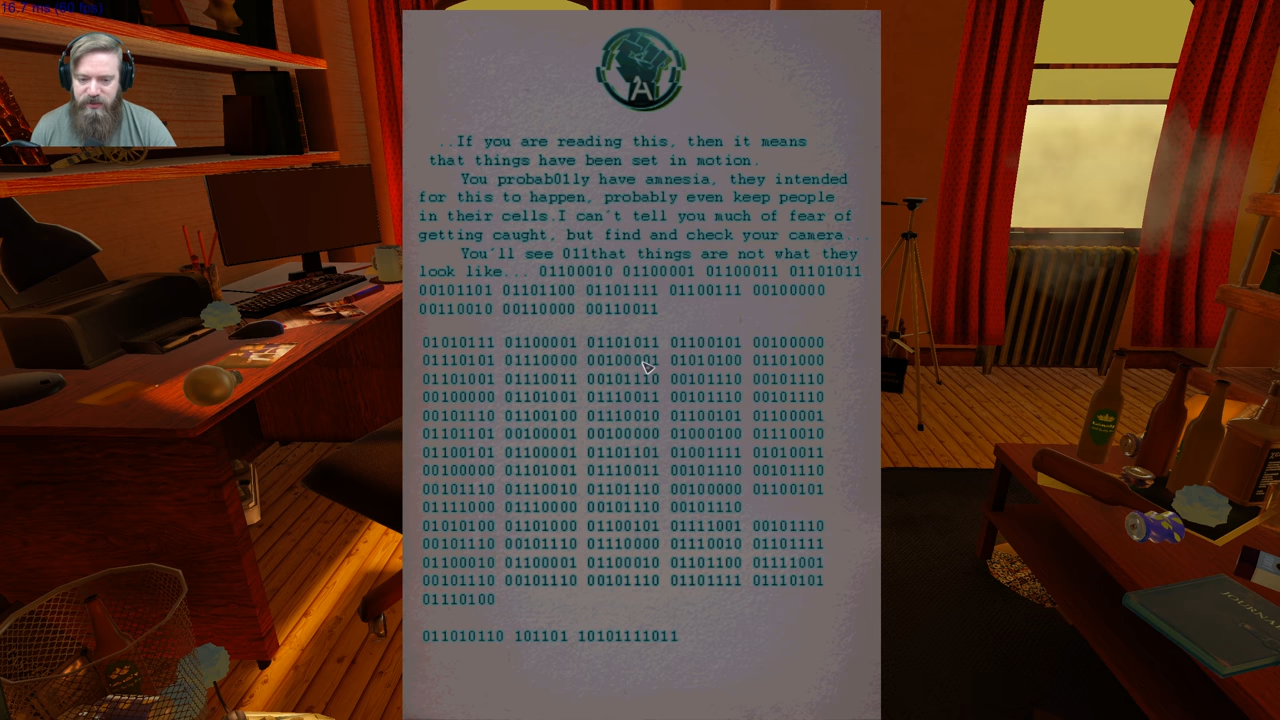 16.7 ms (60 fps)
A
..If you are reading this, then it means
that things have been set in motion.
You probab01ly have amnesia, they intended
for this to happen, probably even keep people
in their cells.I can't tell you much of fear of
getting caught, but find and check your camera...
You'll see 011that things are not what they
look like... 01100010 01100001 01100011 01101011
00101101 01101100 01101111 01100111 00100000
00110010 00110000 00110011
01010111 01100001 01101011 01100101 00100000
01110101 01110000 00100001 01010100 01101000
01101001 01110011 00101110 00101110 00101110
00100000 01101001 01110011 00101110 00101110
00101110 01100100 01110010 01100101 01100001
01101101 00100001 00100000 01000100 01110010
01100101 01100001 01101101 01001111 01010011
00100000 01101001 01110011 00101110 00101110
00101110 01110010 01101110 00100000 01100101
01111000 01110000 00101110 00101110
01010100 01101000 01100101 01111001 00101110
00101110 00101110 01110000 01110010 01101111
01100010 01100001 01100010 01101100 01111001
00101110 00101110 00101110 01101111 01110101
01110100
011010110 101101 10101111011
JOURNAL